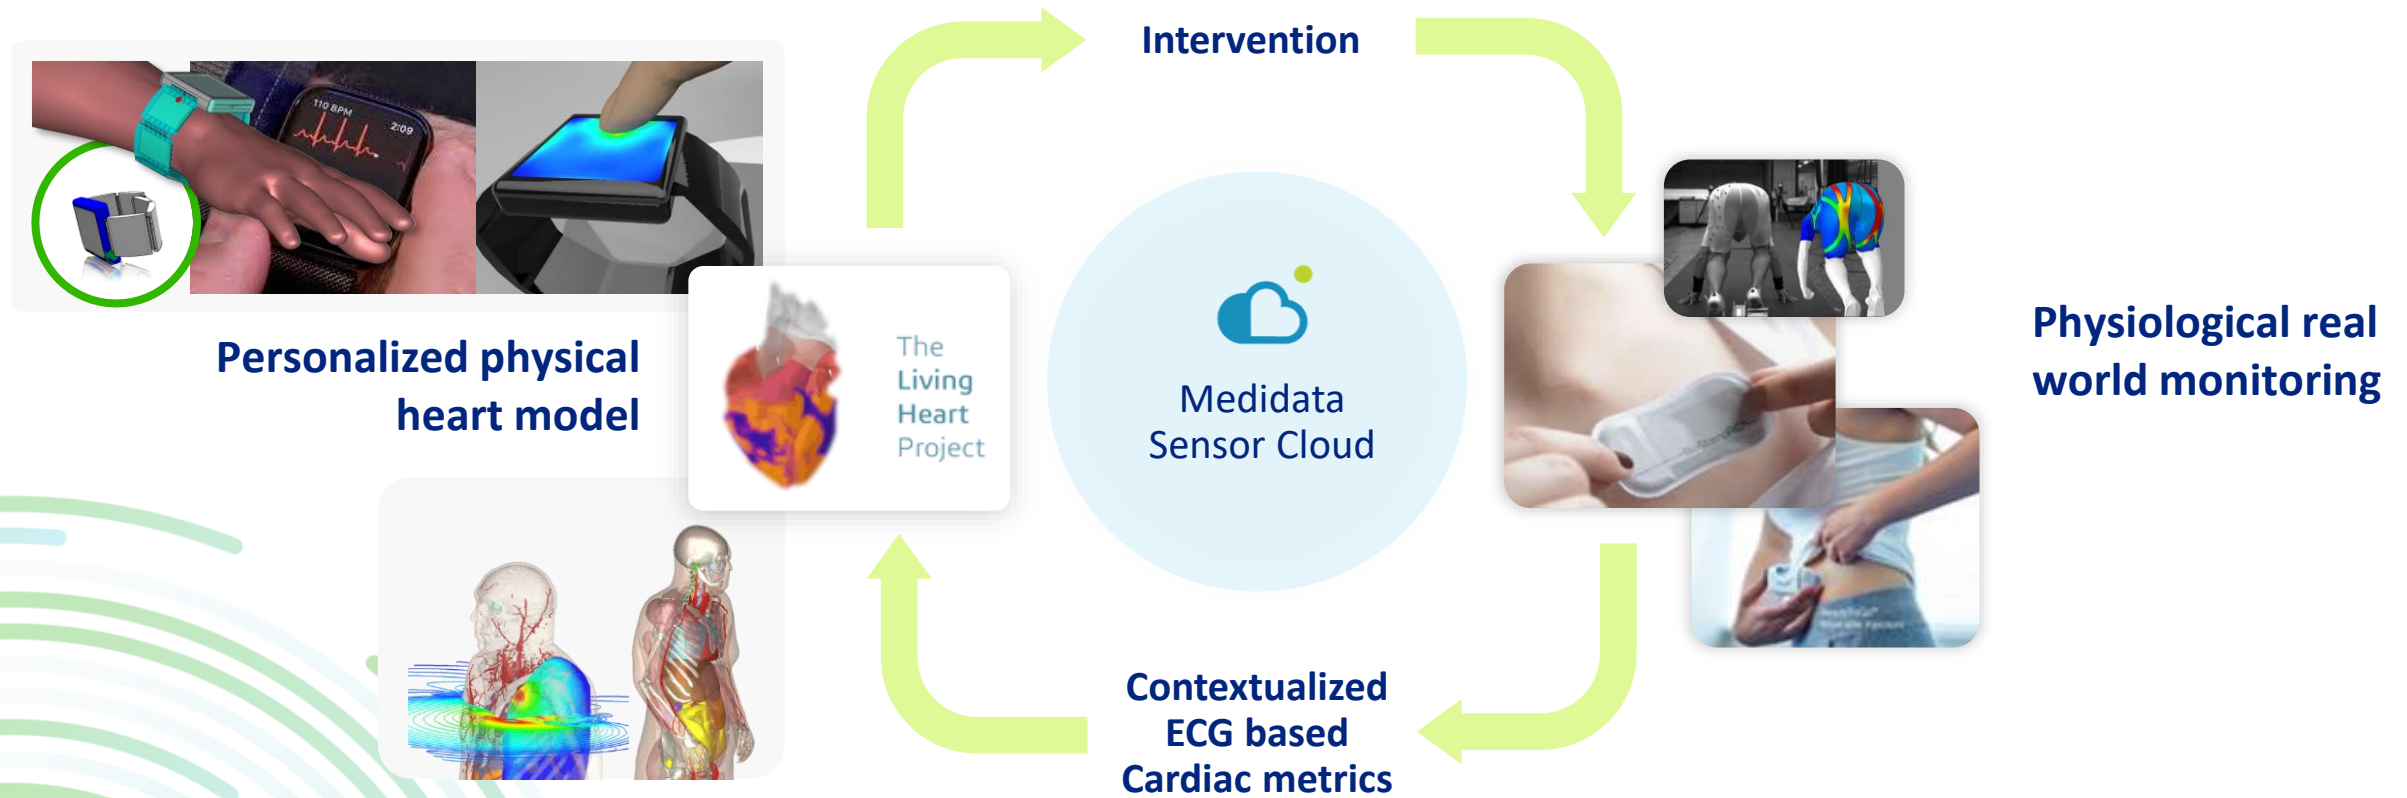 Intervention
110 BPM
2:09
Personalized physical
heart model
The
Living
Heart
Project
Medidata
Sensor Cloud
Physiological real
world monitoring
Contextualized
ECG based
Cardiac metrics